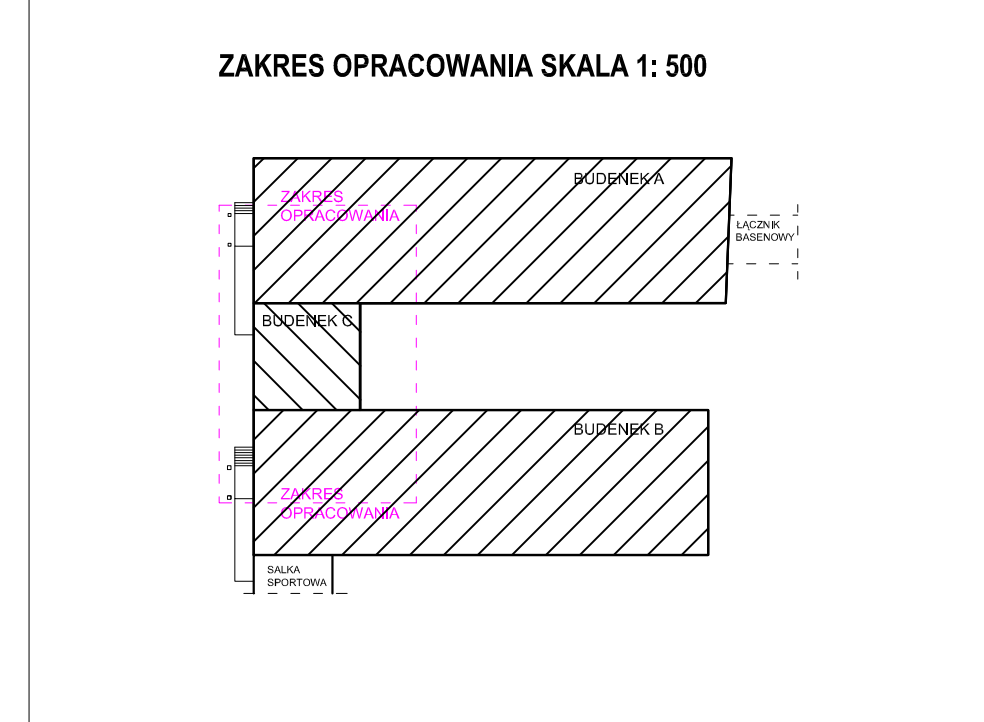 ZAKRES OPRACOWANIA SKALA 1: 500
BUDENEK A
ZAKRES
OPRACOWANIA
ŁĄCZNIK
BASENOWY
BUDENEK C
BUDENEK B
ZAKRES
OPRACOWANIA
SALKA
SPORTOWA